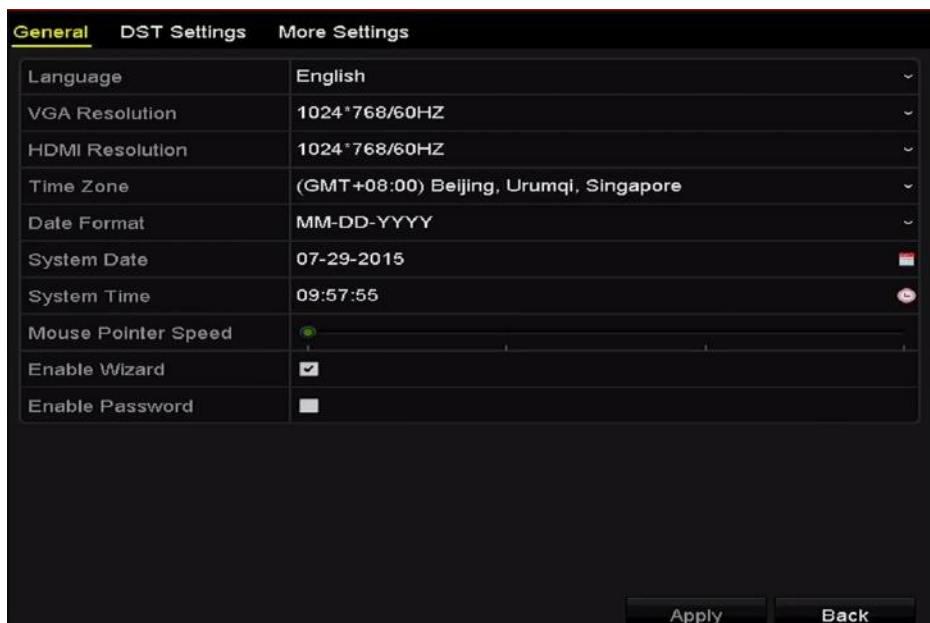 General DST Settings More Settings
Language English
VGA Resolution 1024*768/60HZ
HDMI Resolution 1024*768/60HZ
Time Zone (GMT+08:00) Beijing, Urumqi, Singapore
Date Format MM-DD-YYYY
System Date 07-29-2015
System Time 09:57:55
Mouse Pointer Speed
Enable Wizard
Enable Password
Apply Back